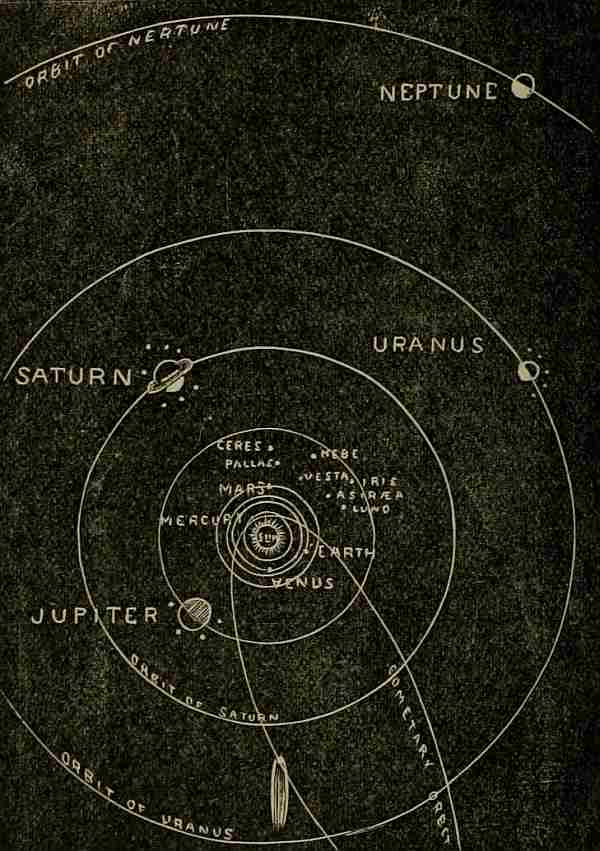 ORBIT OF NEPTUNE
NEPTUNE
URANUS
SATURN
CERES
HEBE
PALLAS
VESTA
IRIS
MARS
ASTRÆA
LUNO
MERCURY
SUN
EARTH
VENUS
JUPITER
ORBIT OF SATURN
COMETARY ORBIT
ORBIT OF URANUS